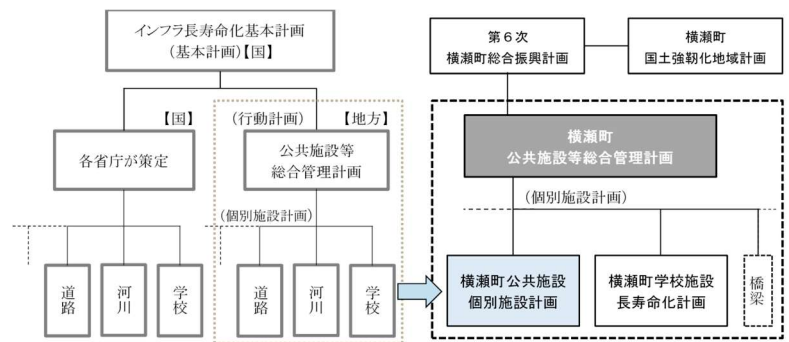 インフラ長寿命化基本計画
(基本計画)【国】
【国】
(行動計画)
【地方】
各省庁が策定
公共施設等
総合管理計画
(個別施設計画)
道路
河川
学校
道路
河川
学校
第6次
横瀬町総合振興計画
横瀬町
国土強靭化地域計画
横瀬町
公共施設等総合管理計画
(個別施設計画)
横瀬町公共施設
個別施設計画
横瀬町学校施設
長寿命化計画
橋梁